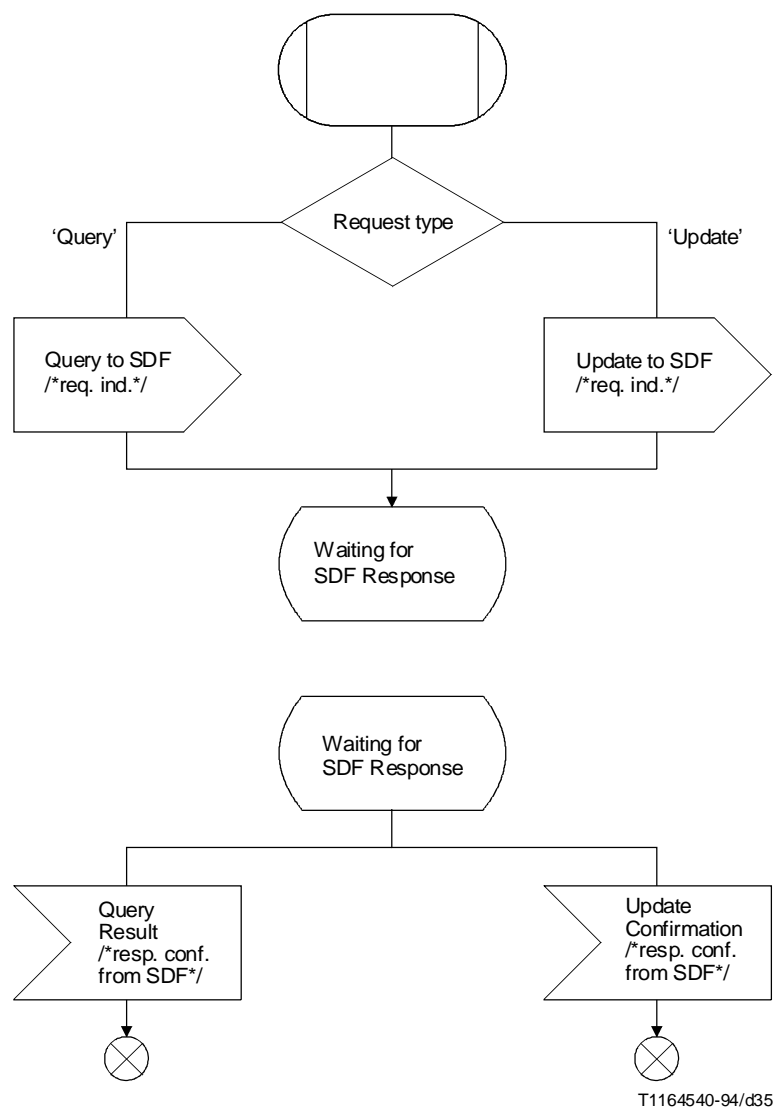 Request type
‘Query’
‘Update’
Query to SDF
/*req. ind.*/
Update to SDF
/*req. ind.*/
Waiting for
SDF Response
Waiting for
SDF Response
Query
Result
/*resp. conf.
from SDF*/
Update
Confirmation
/*resp. conf.
from SDF*/
T1164540-94/d35